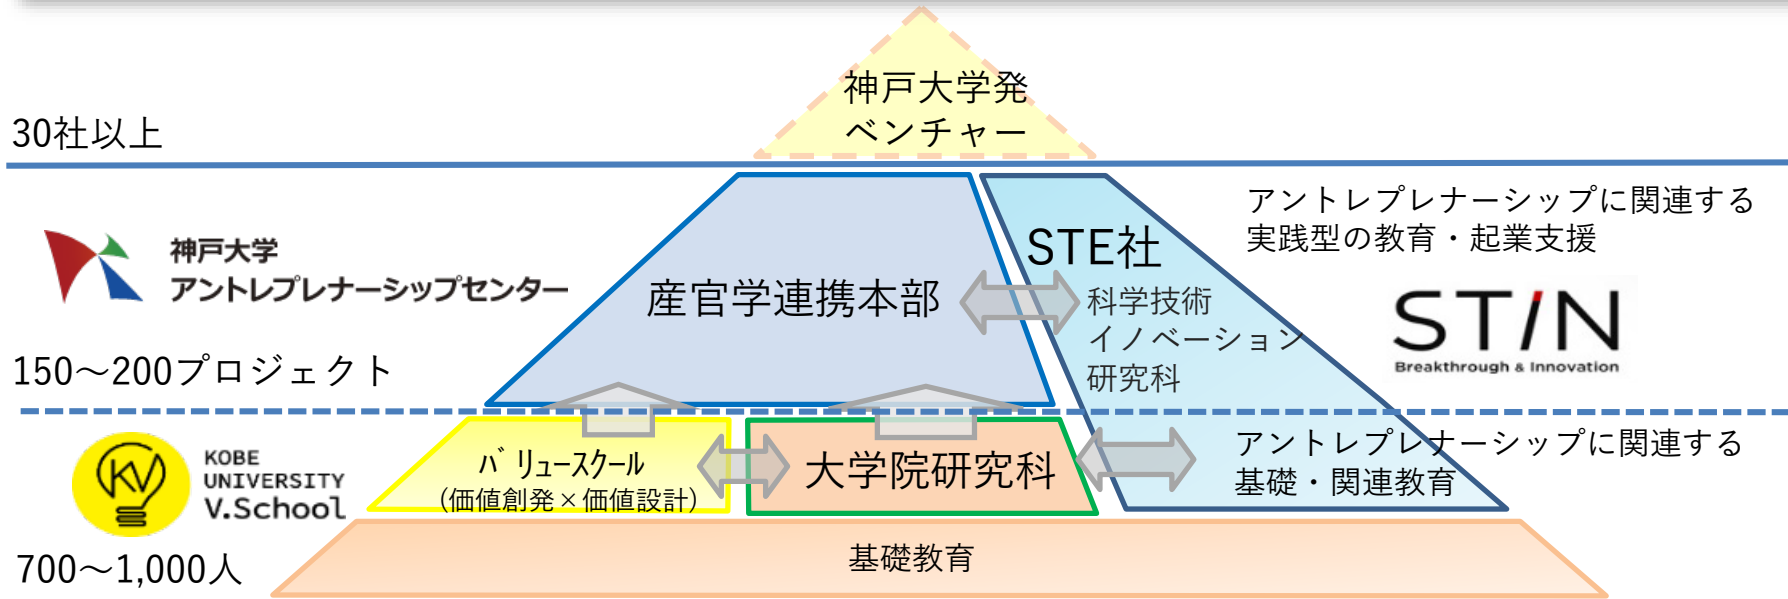 神戸大学発
ベンチャー
30社以上
神戸大学
アントレプレナーシップセンター
産官学連携本部
STE社
科学技術
イノベーション
研究科
アントレプレナーシップに関連する
実践型の教育・起業支援
STiN
Breakthrough & Innovation
150～200プロジェクト
KV
KOBE
UNIVERSITY
V.School
バリュースクール
(価値創発×価値設計)
大学院研究科
アントレプレナーシップに関連する
基礎・関連教育
700～1,000人
基礎教育